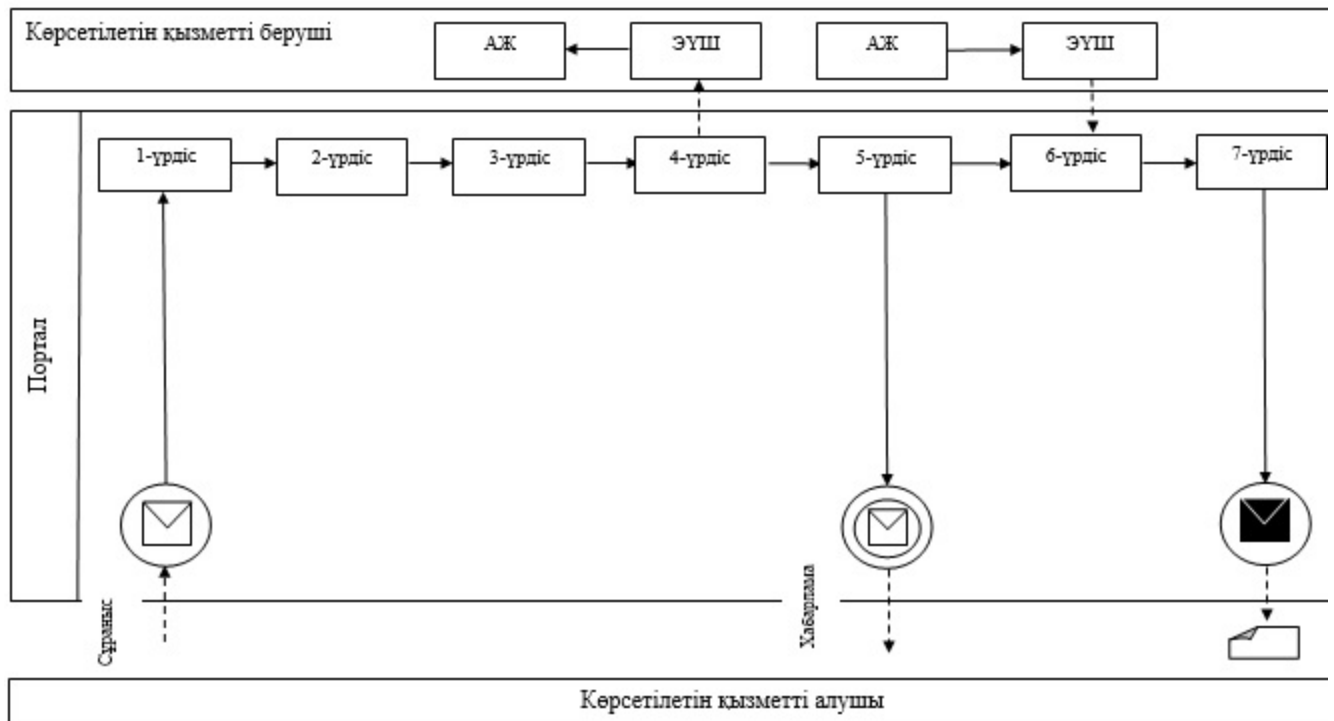 Көрсетілетін қызметті беруші
АЖ
ЭҮШ
АЖ
ЭҮШ
Портал
1-үрдіс
2-үрдіс
3-үрдіс
4-үрдіс
5-үрдіс
6-үрдіс
7-үрдіс
Сұраныс
Хабарлама
Көрсетілетін қызметті алушы